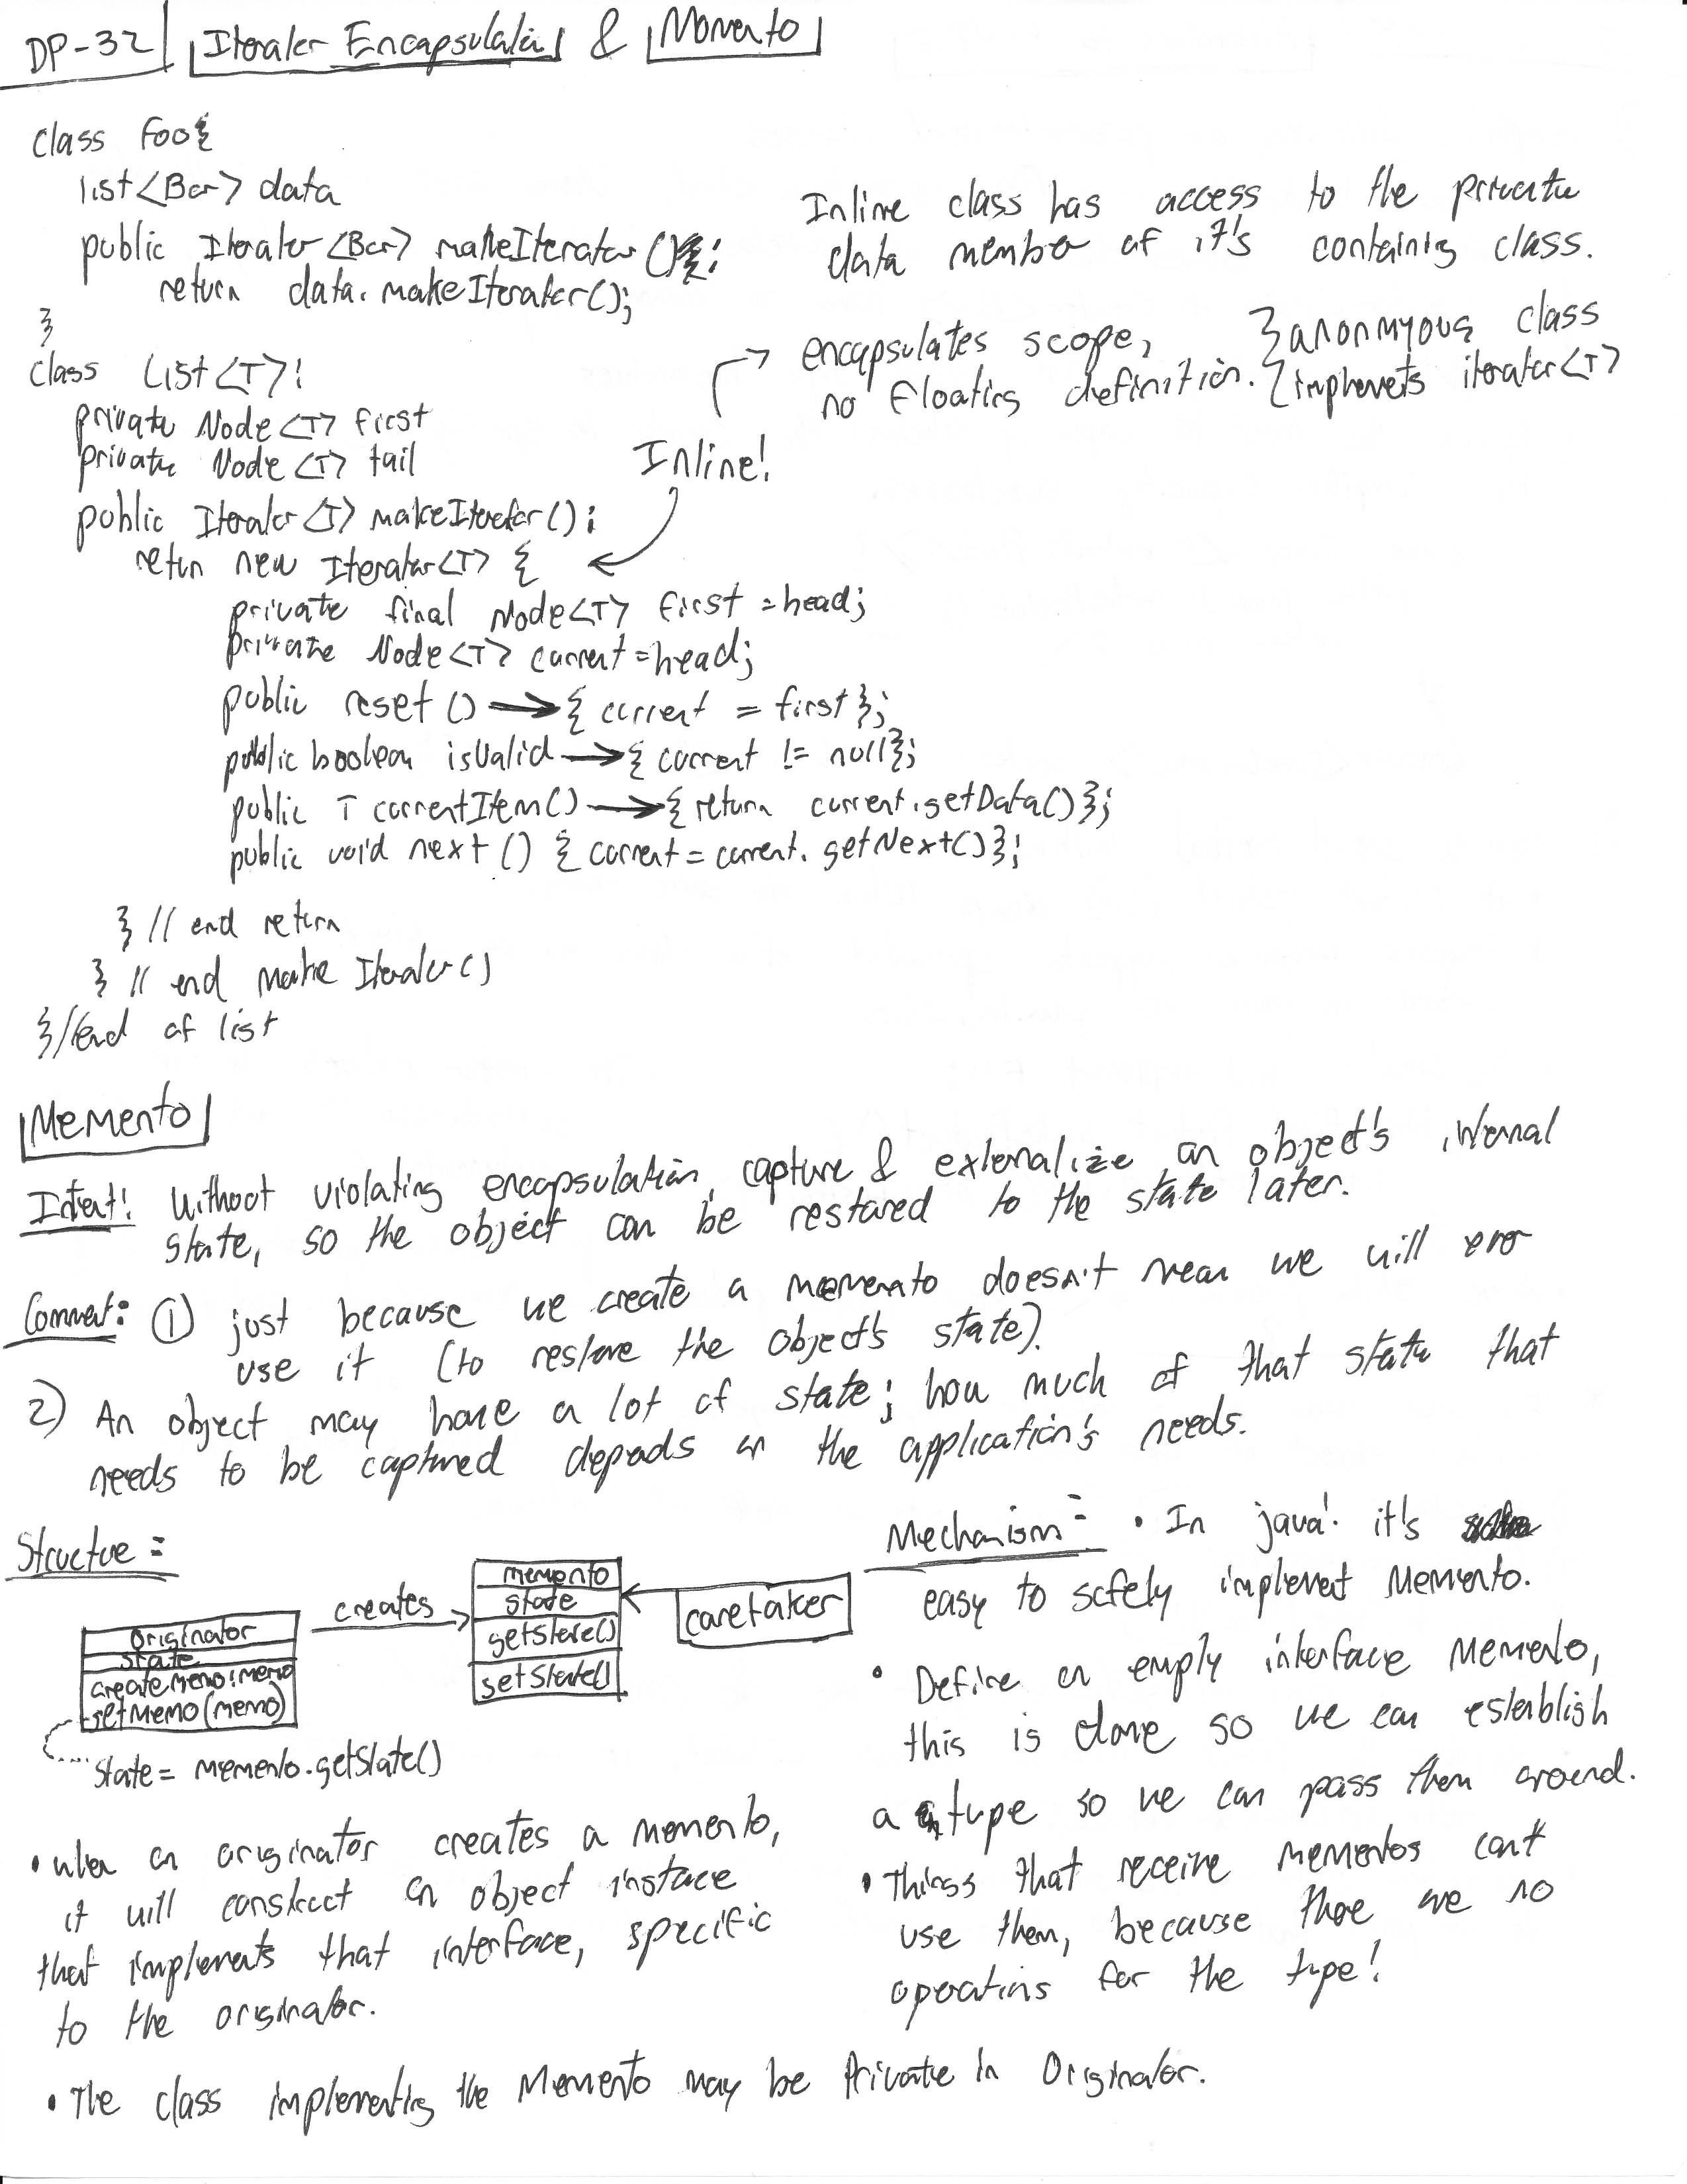 DP-32 Iterator Encapsulation & Momento
class Foo{
list<Bar> data
public Iterator<Bar> makeIterator():
return data.makeIterator();
}
Inline class has access to the private
data member of it's containing class.
encapsulates scope,
no floating definition.
}anonmyous class
{implements iterator<T>
class List<T>:
private Node<T> first
private Node<T> tail
public Iterator<T> makeIterator():
Inline!
return new Iterator<T> {
private final Node<T> first = head;
private Node<T> current = head;
public reset () → { current = first };
public boolean isValid → { current != null};
public T currentItem() → { return current.getData() };
public void next () { current = current.getNext() };
} // end return
} // end make Iterator()
}//end of list
Memento
Intent: Without violating encapsulation, capture & externalize an object's internal
state, so the object can be restored to the state later.
Comment: ① just because we create a memento doesn't mean we will ever
use it (to restore the object's state).
2) An object may have a lot of state; how much of that state that
needs to be captured depends on the application's needs.
Structure:
originator
state
createMemo: memo
setMemo(memo)
state = memento.getState()
creates
memento
state
getState()
setState()
caretaker
• when an originator creates a memento,
it will construct an object instance
that implements that interface, specific
to the originator.
Mechanism: • In java: it's
easy to safely implement Memento.
• Define an empty interface Memento,
this is done so we can establish
a type so we can pass them around.
• Things that receive mementos can't
use them, because there are no
operations for the type!
• The class implementing the Memento may be Private in Originator.